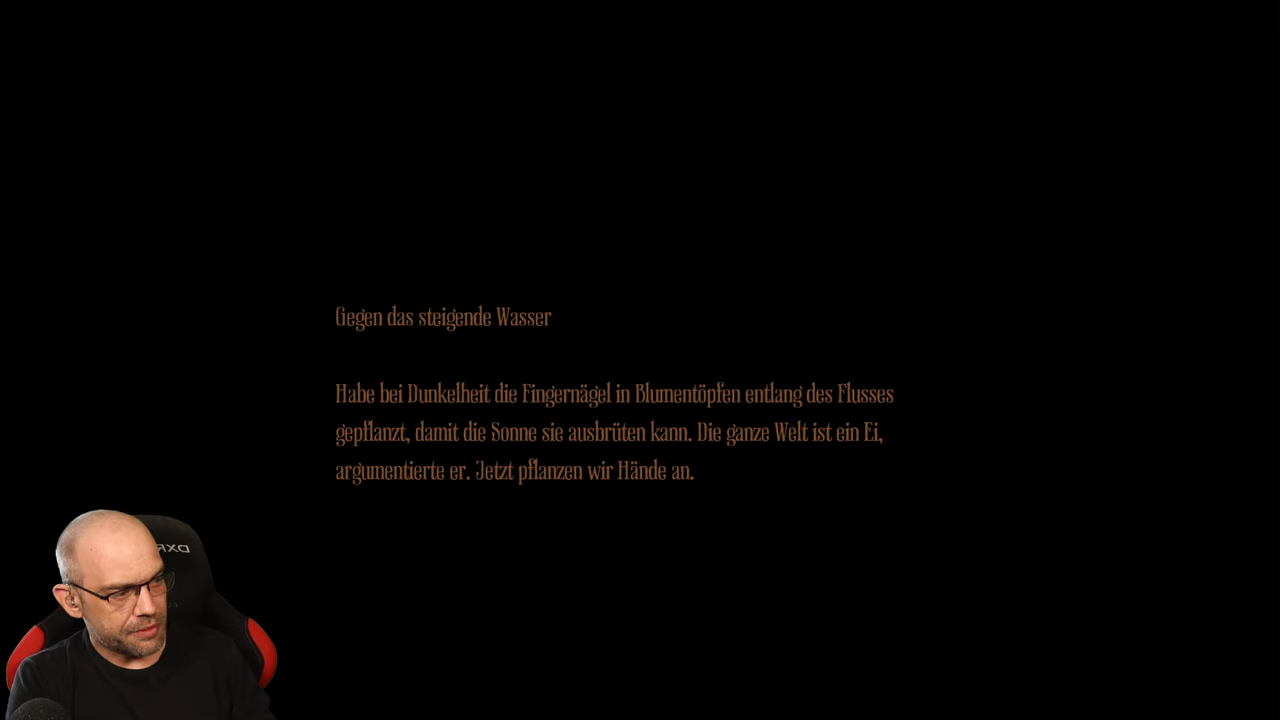 Gegen das steigende Wasser
Habe bei Dunkelheit die Fingernägel in Blumentöpfen entlang des Flusses
gepflanzt, damit die Sonne sie ausbrüten kann. Die ganze Welt ist ein Ei,
argumentierte er. Jetzt pflanzen wir Hände an.